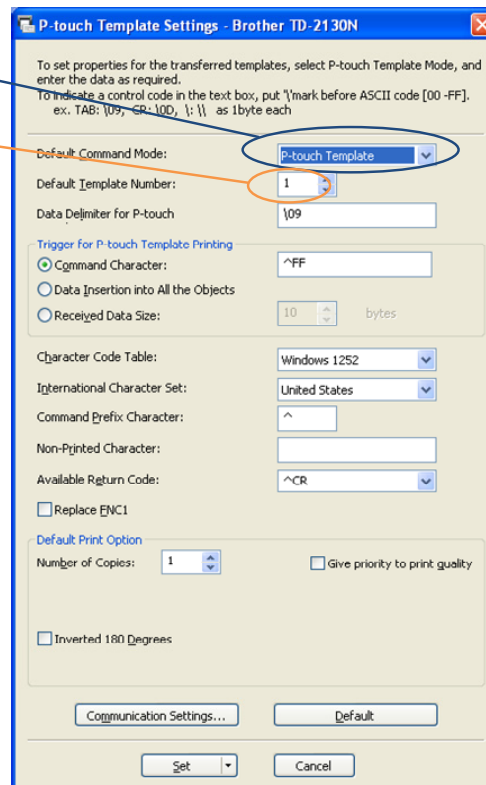 P-touch Template Settings - Brother TD-2130N
To set properties for the transferred templates, select P-touch Template Mode, and
enter the data as required.
To indicate a control code in the text box, put '\'mark before ASCII code [00 -FF].
ex. TAB: \09, CR: \0D, \: \\ as 1byte each
Default Command Mode: P-touch Template
Default Template Number: 1
Data Delimiter for P-touch \09
Trigger for P-touch Template Printing
Command Character: ^FF
Data Insertion into All the Objects
Received Data Size: 10 bytes
Character Code Table: Windows 1252
International Character Set: United States
Command Prefix Character: ^
Non-Printed Character:
Available Return Code: ^CR
Replace FNC1
Default Print Option
Number of Copies: 1 Give priority to print quality
Inverted 180 Degrees
Communication Settings... Default
Set Cancel